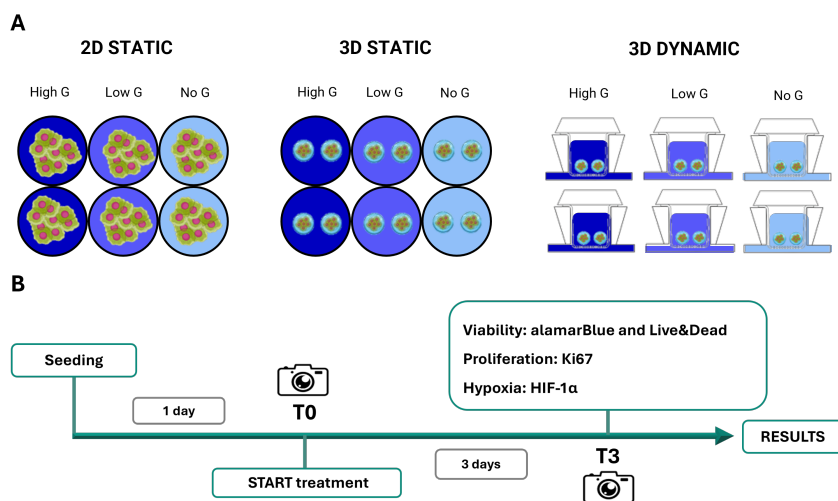 A
2D STATIC
3D STATIC
3D DYNAMIC
High G
Low G
No G
High G
Low G
No G
High G
Low G
No G
B
Viability: alamarBlue and Live&Dead
Proliferation: Ki67
Hypoxia: HIF-1α
Seeding
1 day
T0
RESULTS
3 days
T3
START treatment